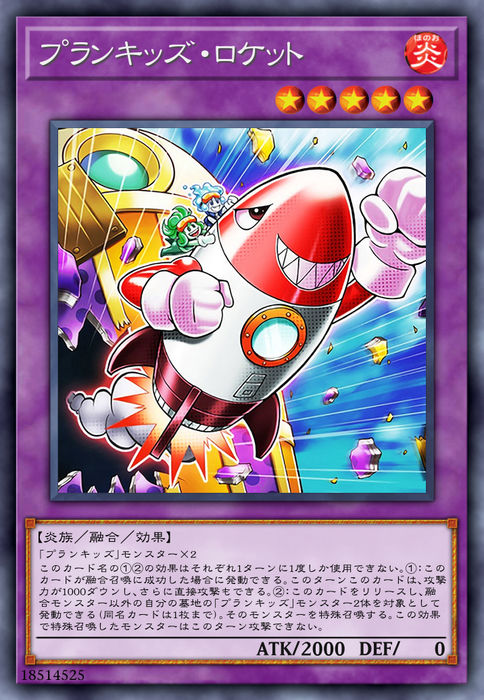 プランキッズ・ロケット
ほのお
炎
【炎族／融合／効果】
「プランキッズ」モンスター×2
このカード名の①②の効果はそれぞれ1ターンに1度しか使用できない。①：こ
のカードが融合召喚に成功した場合に発動できる。このターンこのカードは、攻撃
力が1000ダウンし、さらに直接攻撃もできる。②：このカードをリリースし、融
合モンスター以外の自分の墓地の「プランキッズ」モンスター2体を対象として
発動できる（同名カードは1枚まで）。そのモンスターを特殊召喚する。この効果
で特殊召喚したモンスターはこのターン攻撃できない。
ATK/2000 DEF/ 0
18514525